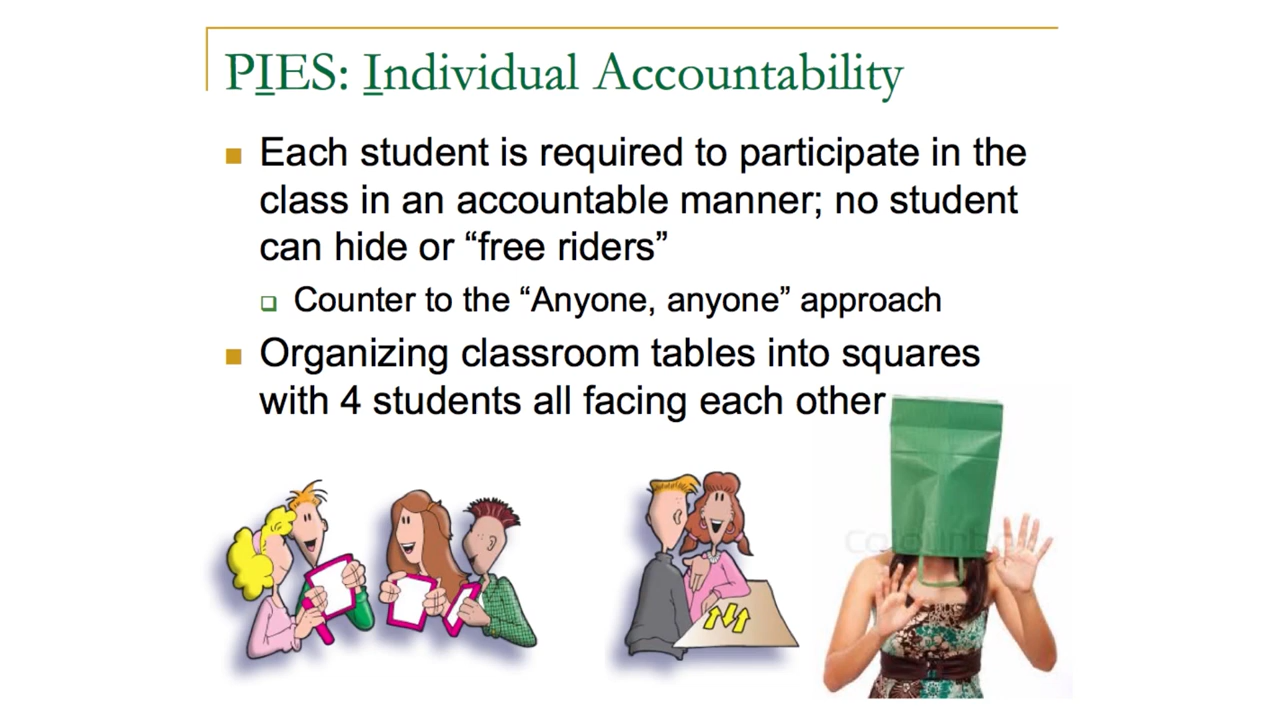 PIES: Individual Accountability
Each student is required to participate in the
class in an accountable manner; no student
can hide or “free riders”
Counter to the “Anyone, anyone” approach
Organizing classroom tables into squares
with 4 students all facing each other